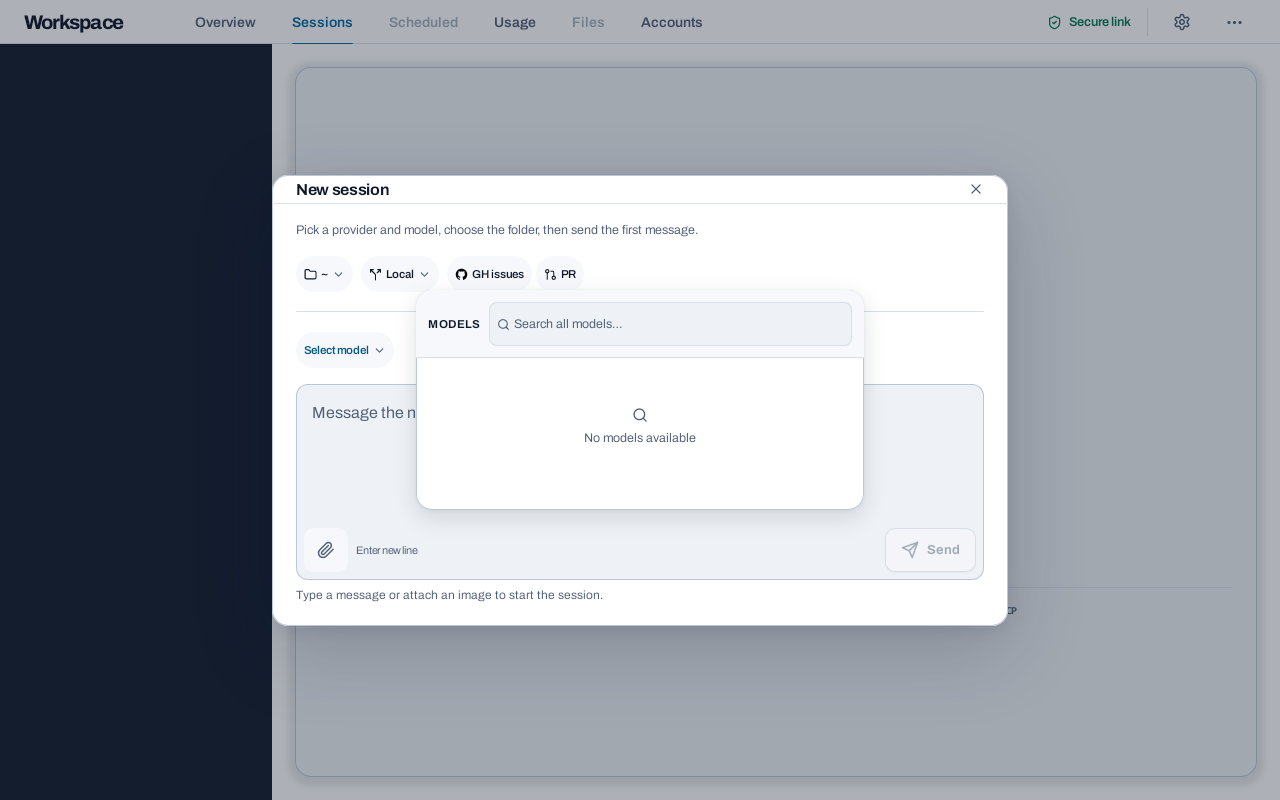 Workspace
Overview
Sessions
Scheduled
Usage
Files
Accounts
Secure link
New session
Pick a provider and model, choose the folder, then send the first message.
~
Local
GH issues
PR
MODELS
Search all models...
Select model
No models available
Message the n
Enter new line
Send
Type a message or attach an image to start the session.